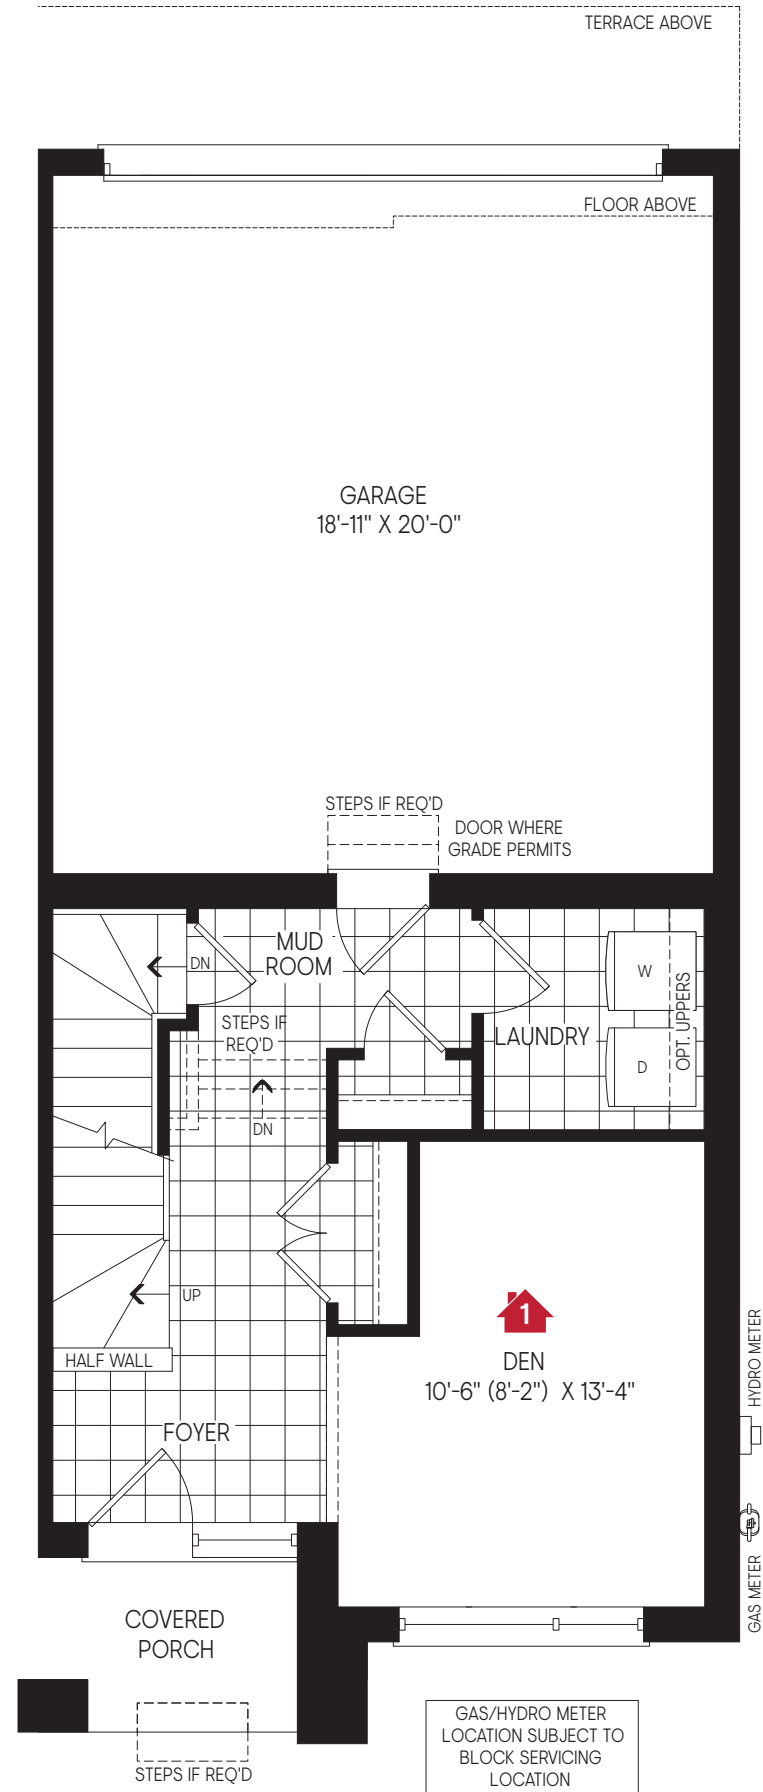 TERRACE ABOVE
FLOOR ABOVE
GARAGE
18'-11" X 20'-0"
STEPS IF REQ'D
DOOR WHERE
GRADE PERMITS
MUD
ROOM
DN
W
OPT. UPPERS
STEPS IF
REQ'D
LAUNDRY
D
DN
1
UP
HALF WALL
DEN
10'-6" (8'-2") X 13'-4"
HYDRO METER
FOYER
GAS METER
COVERED
PORCH
STEPS IF REQ'D
GAS/HYDRO METER
LOCATION SUBJECT TO
BLOCK SERVICING
LOCATION